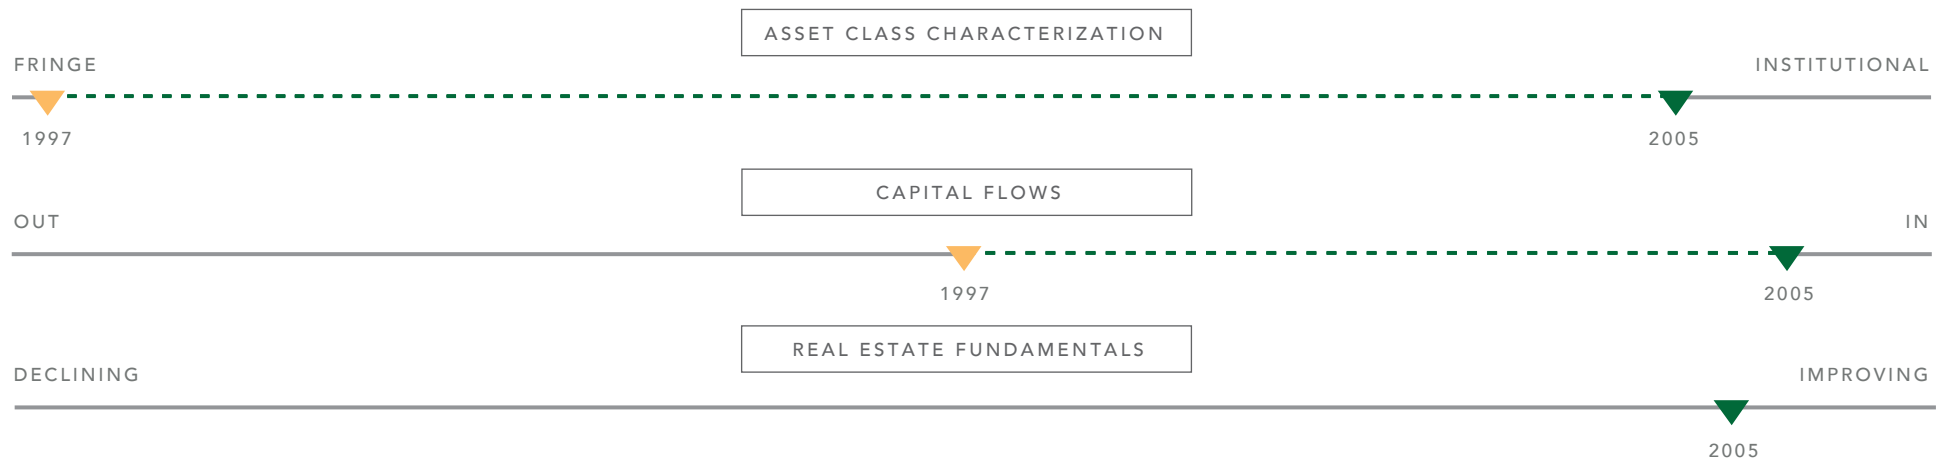 ASSET CLASS CHARACTERIZATION
FRINGE
INSTITUTIONAL
1997
2005
CAPITAL FLOWS
OUT
IN
1997
2005
REAL ESTATE FUNDAMENTALS
DECLINING
IMPROVING
2005